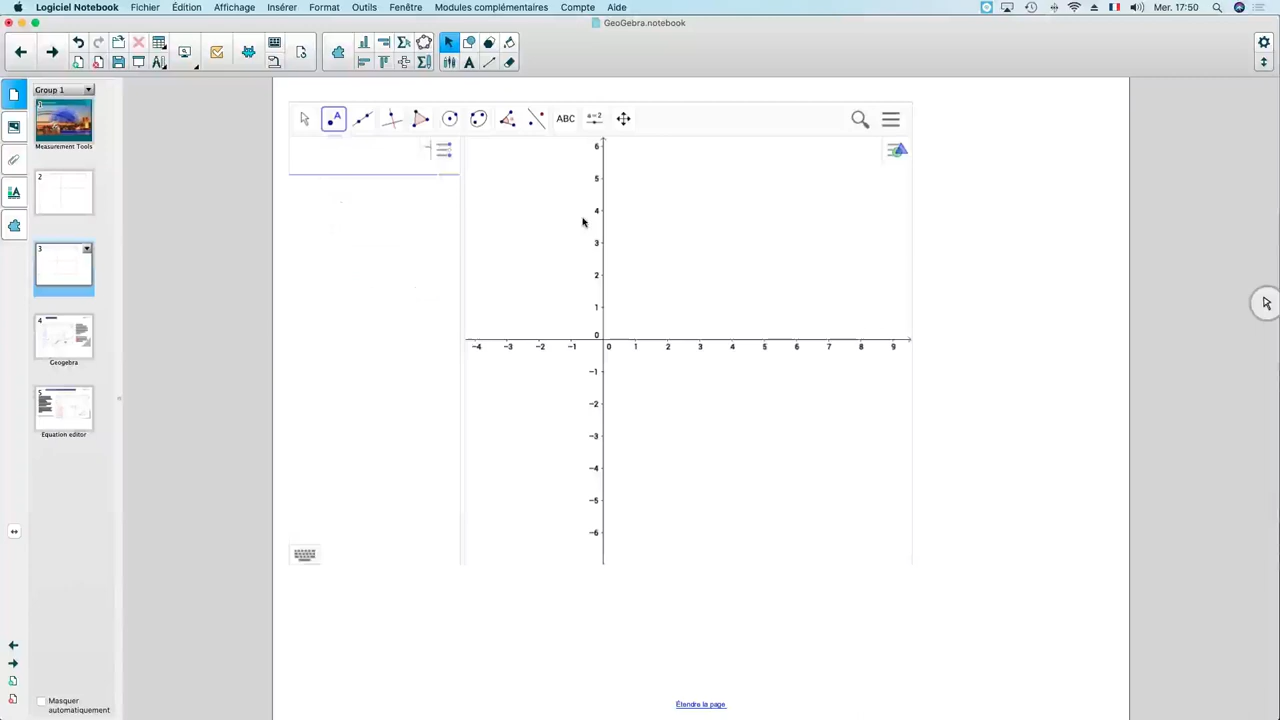 Logiciel Notebook Fichier Édition Affichage Insérer Format Outils Fenêtre Modules complémentaires Compte Aide Mer. 17:50
GeoGebra.notebook
Group 1
1
Measurement Tools
2
3
4
Geogebra
5
Equation editor
A
ABC
a=2
6
5
4
3
2
1
0
−4 −3 −2 −1 0 1 2 3 4 5 6 7 8 9
−1
−2
−3
−4
−5
−6
Masquer
automatiquement
Étendre la page